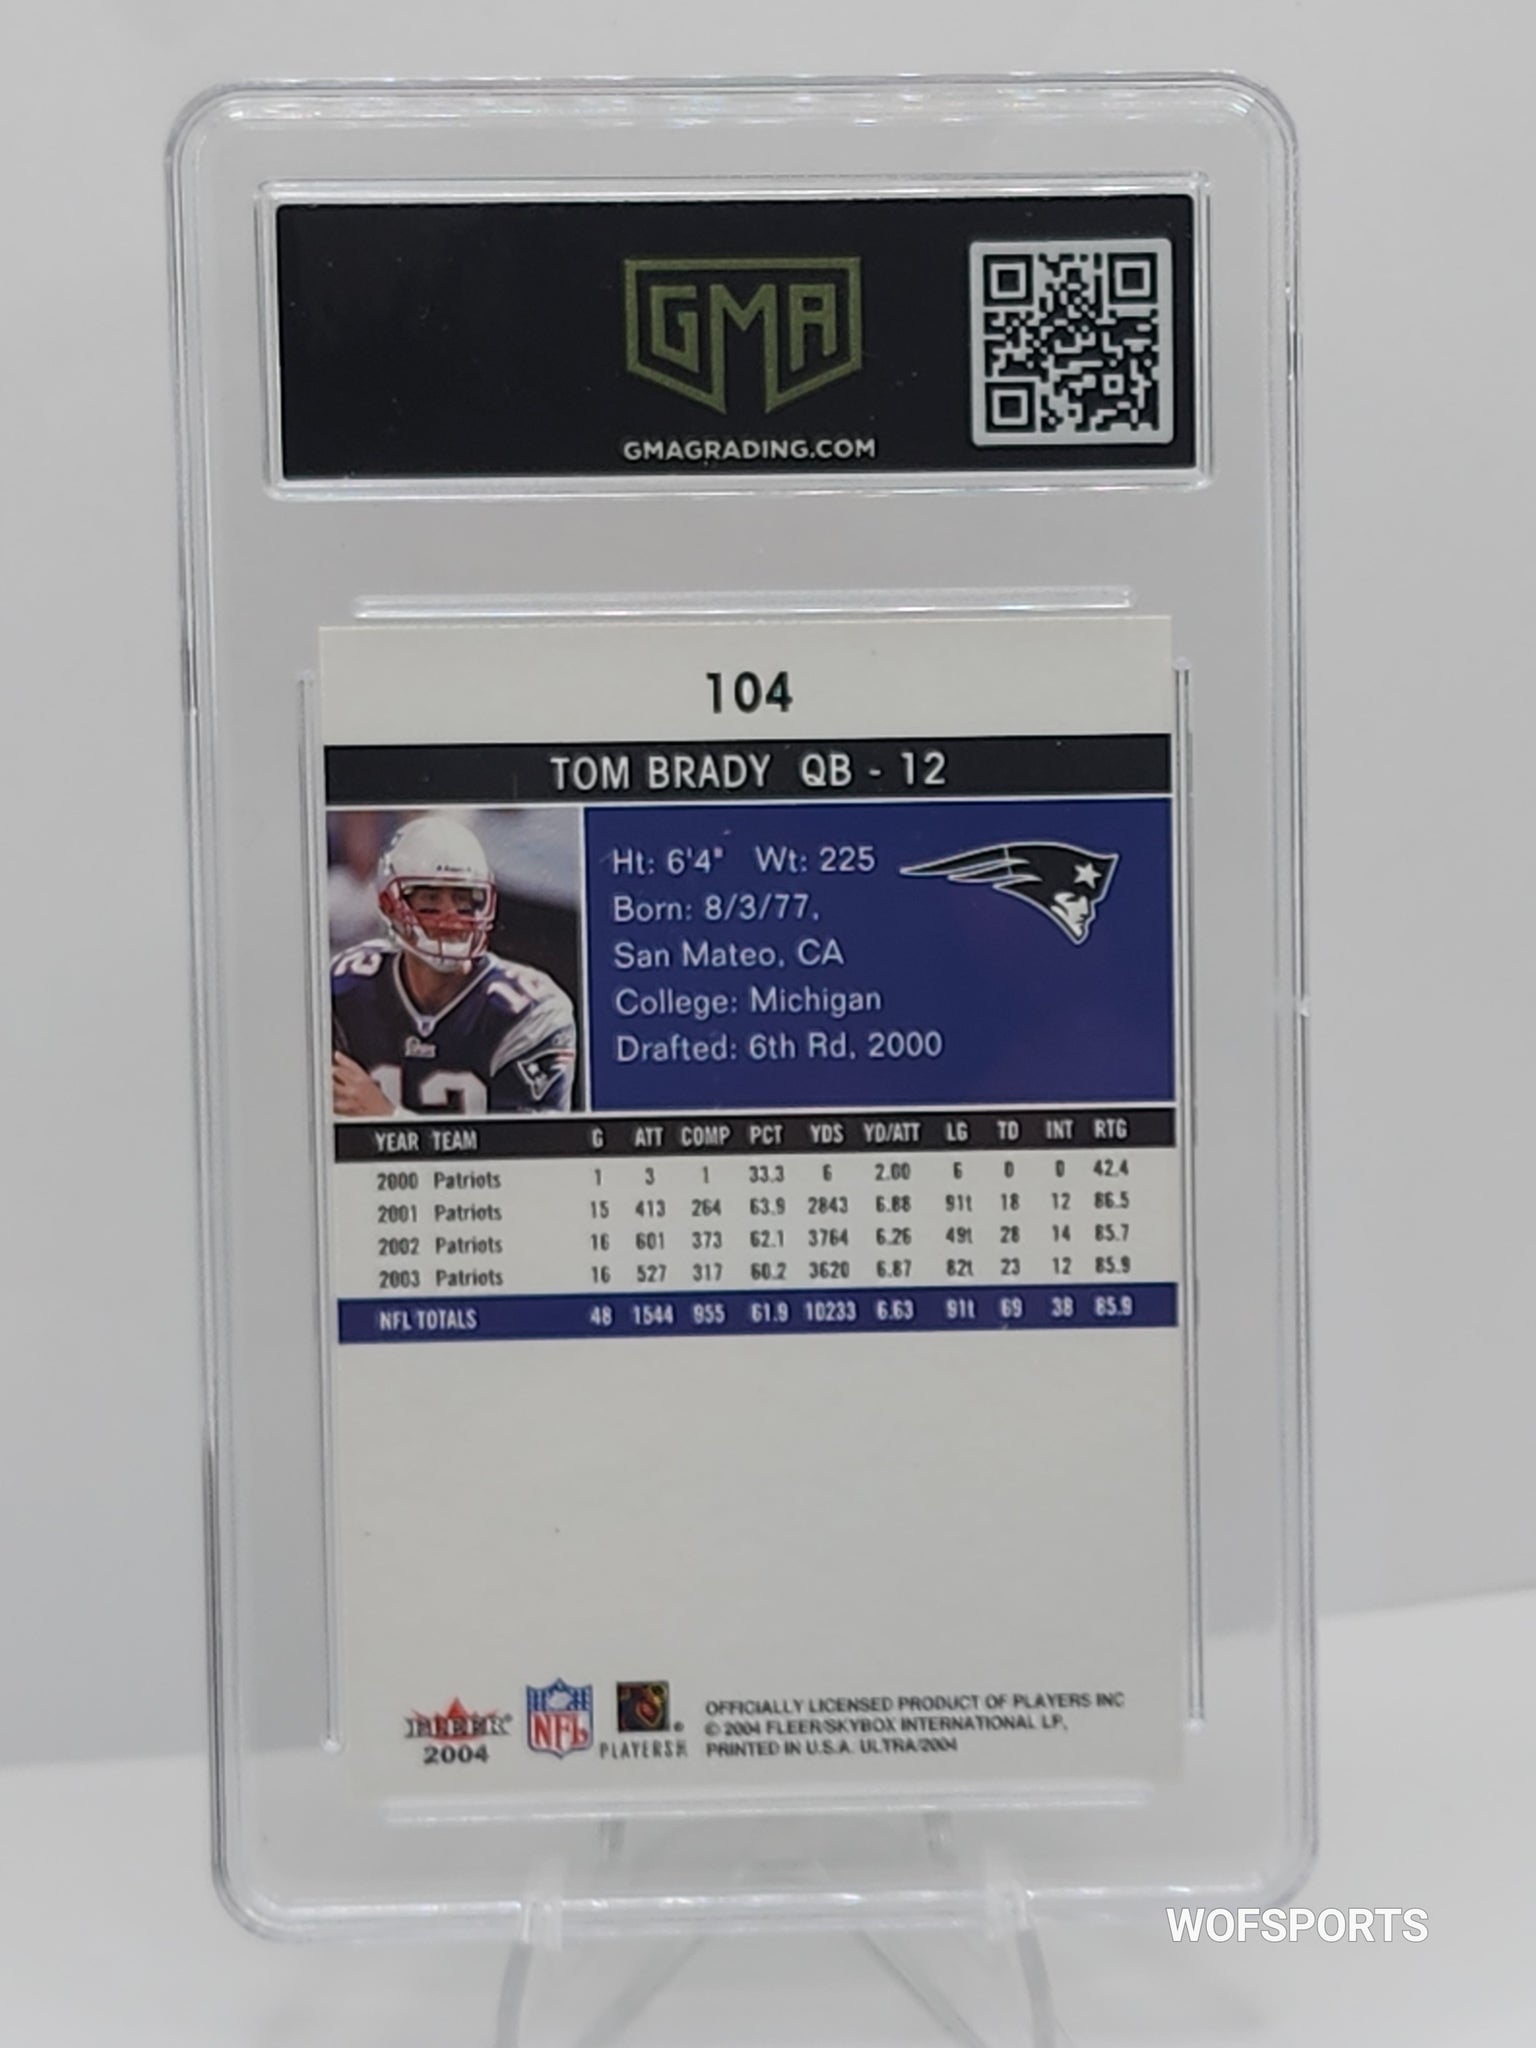 GMA
GMAGRADING.COM
104
TOM BRADY QB - 12
Ht: 6'4" Wt: 225
Born: 8/3/77,
San Mateo, CA
College: Michigan
Drafted: 6th Rd, 2000
12
12
YEAR TEAM G ATT COMP PCT YDS YD/ATT LG TD INT RTG
2000 Patriots 1 3 1 33.3 6 2.00 6 0 0 42.4
2001 Patriots 15 413 264 63.9 2843 6.88 91t 18 12 86.5
2002 Patriots 16 601 373 62.1 3764 6.26 49t 28 14 85.7
2003 Patriots 16 527 317 60.2 3620 6.87 82t 23 12 85.9
NFL TOTALS 48 1544 955 61.9 10233 6.63 91t 69 38 85.9
FLEER
2004
NFL
PLAYERS INC
OFFICIALLY LICENSED PRODUCT OF PLAYERS INC
© 2004 FLEER/SKYBOX INTERNATIONAL LP,
PRINTED IN U.S.A. ULTRA/2004
WOFSPORTS